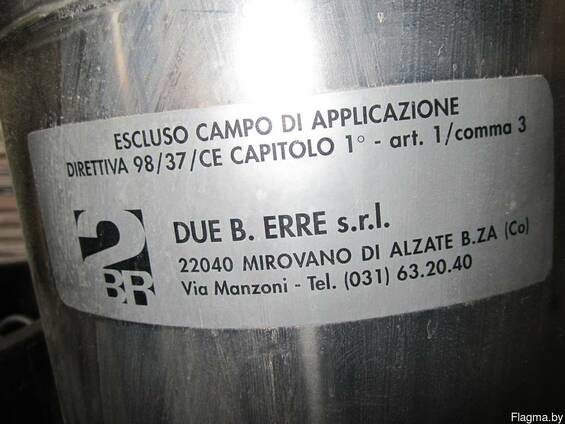 ESCLUSO CAMPO DI APPLICAZIONE
DIRETTIVA 98/37/CE CAPITOLO 1° - art. 1/comma 3
2
BR
DUE B. ERRE s.r.l.
22040 MIROVANO DI ALZATE B.ZA (Co)
Via Manzoni - Tel. (031) 63.20.40
Flagma.by